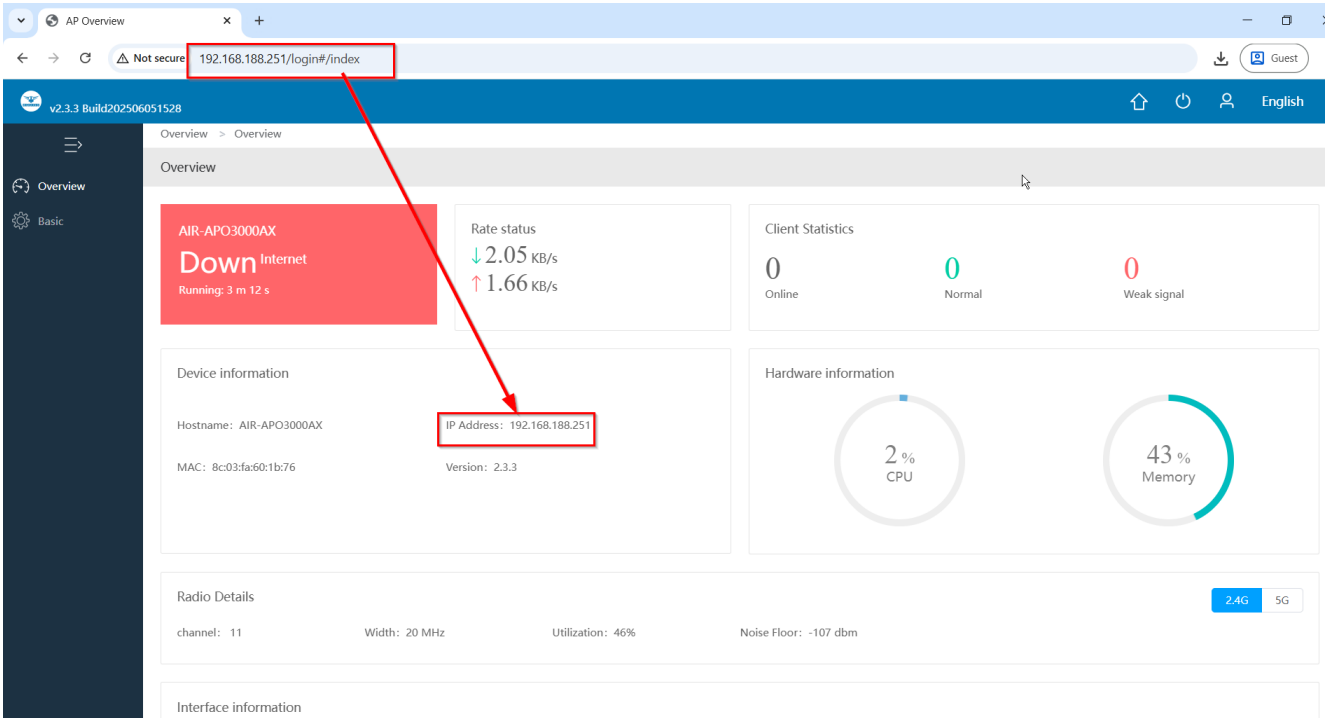 AP Overview
Not secure
192.168.188.251/login#/index
Guest
v2.3.3 Build202506051528
English
Overview > Overview
Overview
Overview
Basic
AIR-APO3000AX
Down Internet
Running: 3 m 12 s
Rate status
↓2.05 KB/s
↑1.66 KB/s
Client Statistics
0 0 0
Online Normal Weak signal
Device information
Hostname: AIR-APO3000AX IP Address: 192.168.188.251
MAC: 8c:03:fa:60:1b:76 Version: 2.3.3
Hardware information
2 %
CPU
43 %
Memory
Radio Details
2.4G 5G
channel: 11 Width: 20 MHz Utilization: 46% Noise Floor: -107 dbm
Interface information